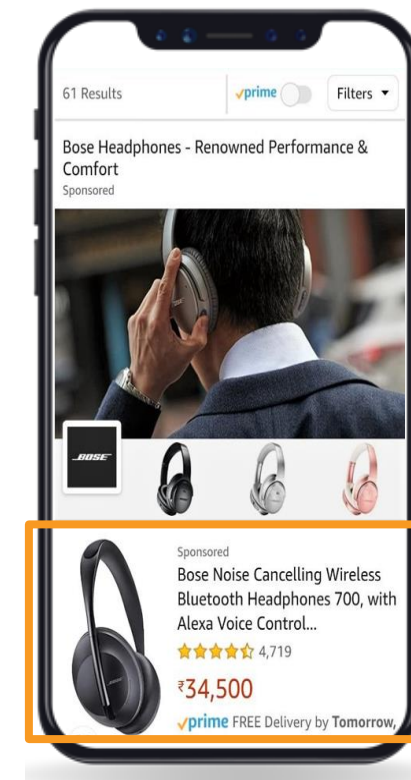 61 Results
prime
Filters
Bose Headphones - Renowned Performance &
Comfort
Sponsored
BOSE
Sponsored
Bose Noise Cancelling Wireless
Bluetooth Headphones 700, with
Alexa Voice Control...
4,719
₹34,500
prime FREE Delivery by Tomorrow,